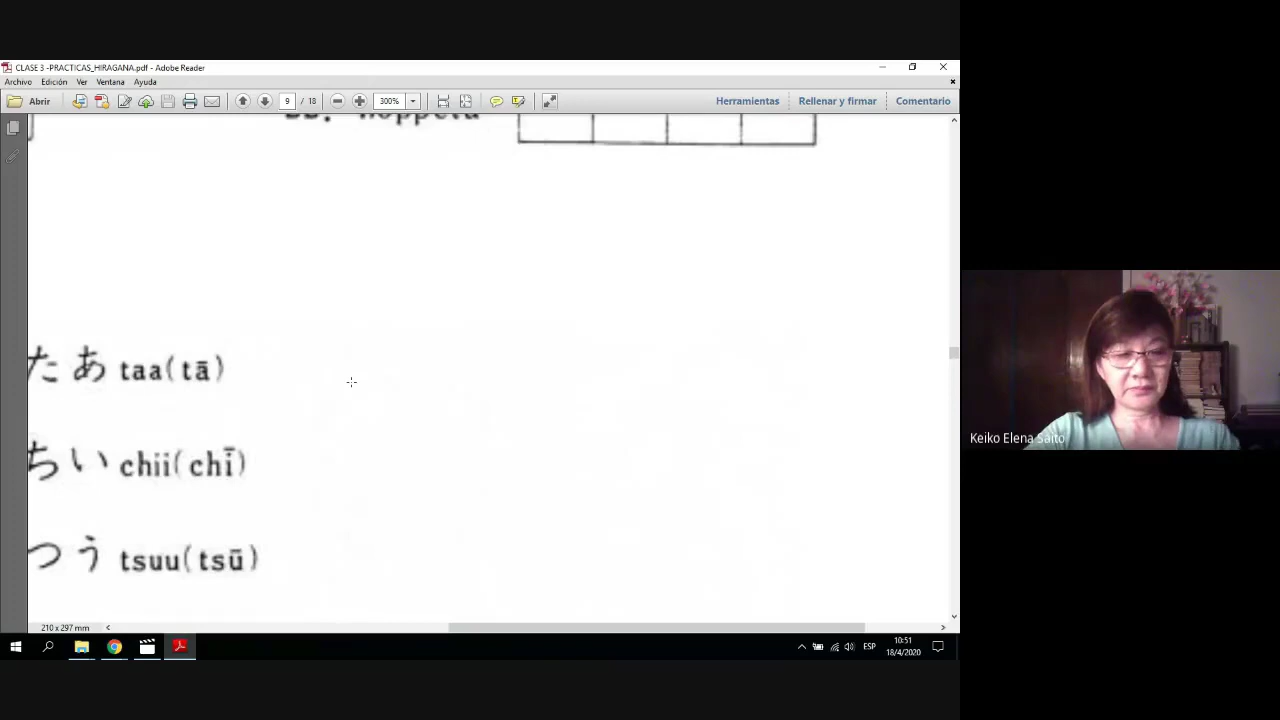 CLASE 3 -PRACTICAS_HIRAGANA.pdf - Adobe Reader
Archivo Edición Ver Ventana Ayuda
Abrir 9 / 18 300% Herramientas Rellenar y firmar Comentario
たあ taa(tā)
ちい chii(chī)
つう tsuu(tsū)
Keiko Elena Saito
210 x 297 mm
ESP
10:51
18/4/2020